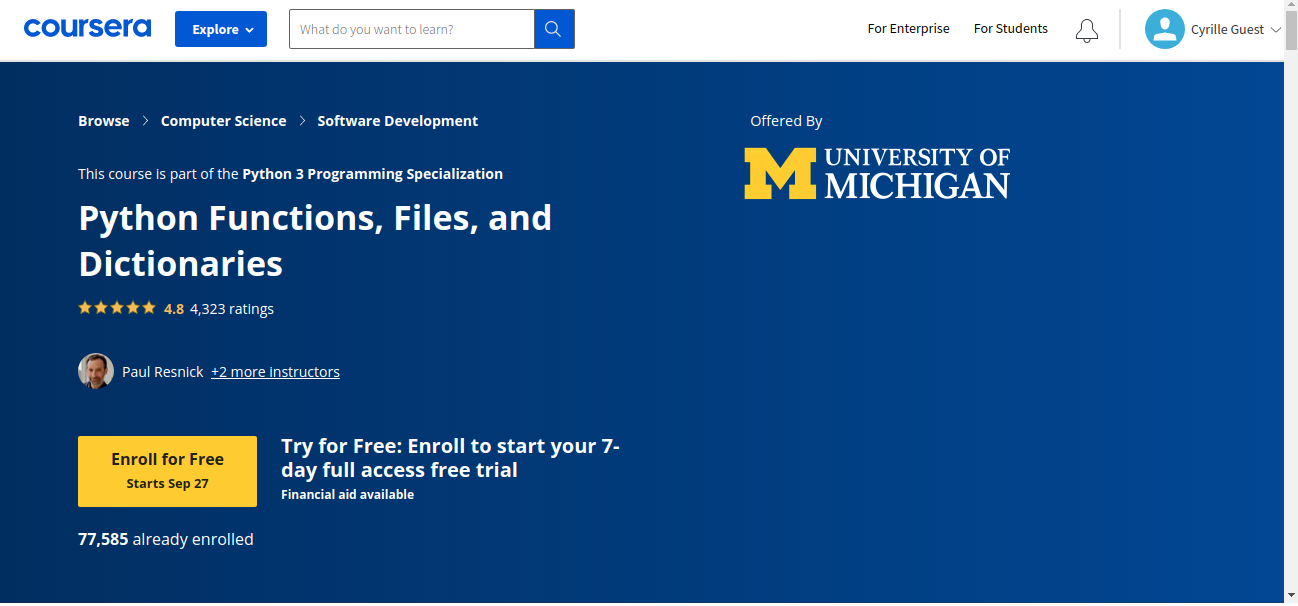 coursera
Explore
What do you want to learn?
For Enterprise
For Students
Cyrille Guest
Browse
Computer Science
Software Development
Offered By
UNIVERSITY OF
MICHIGAN
This course is part of the Python 3 Programming Specialization
Python Functions, Files, and
Dictionaries
4.8 4,323 ratings
Paul Resnick +2 more instructors
Enroll for Free
Starts Sep 27
Try for Free: Enroll to start your 7-
day full access free trial
Financial aid available
77,585 already enrolled